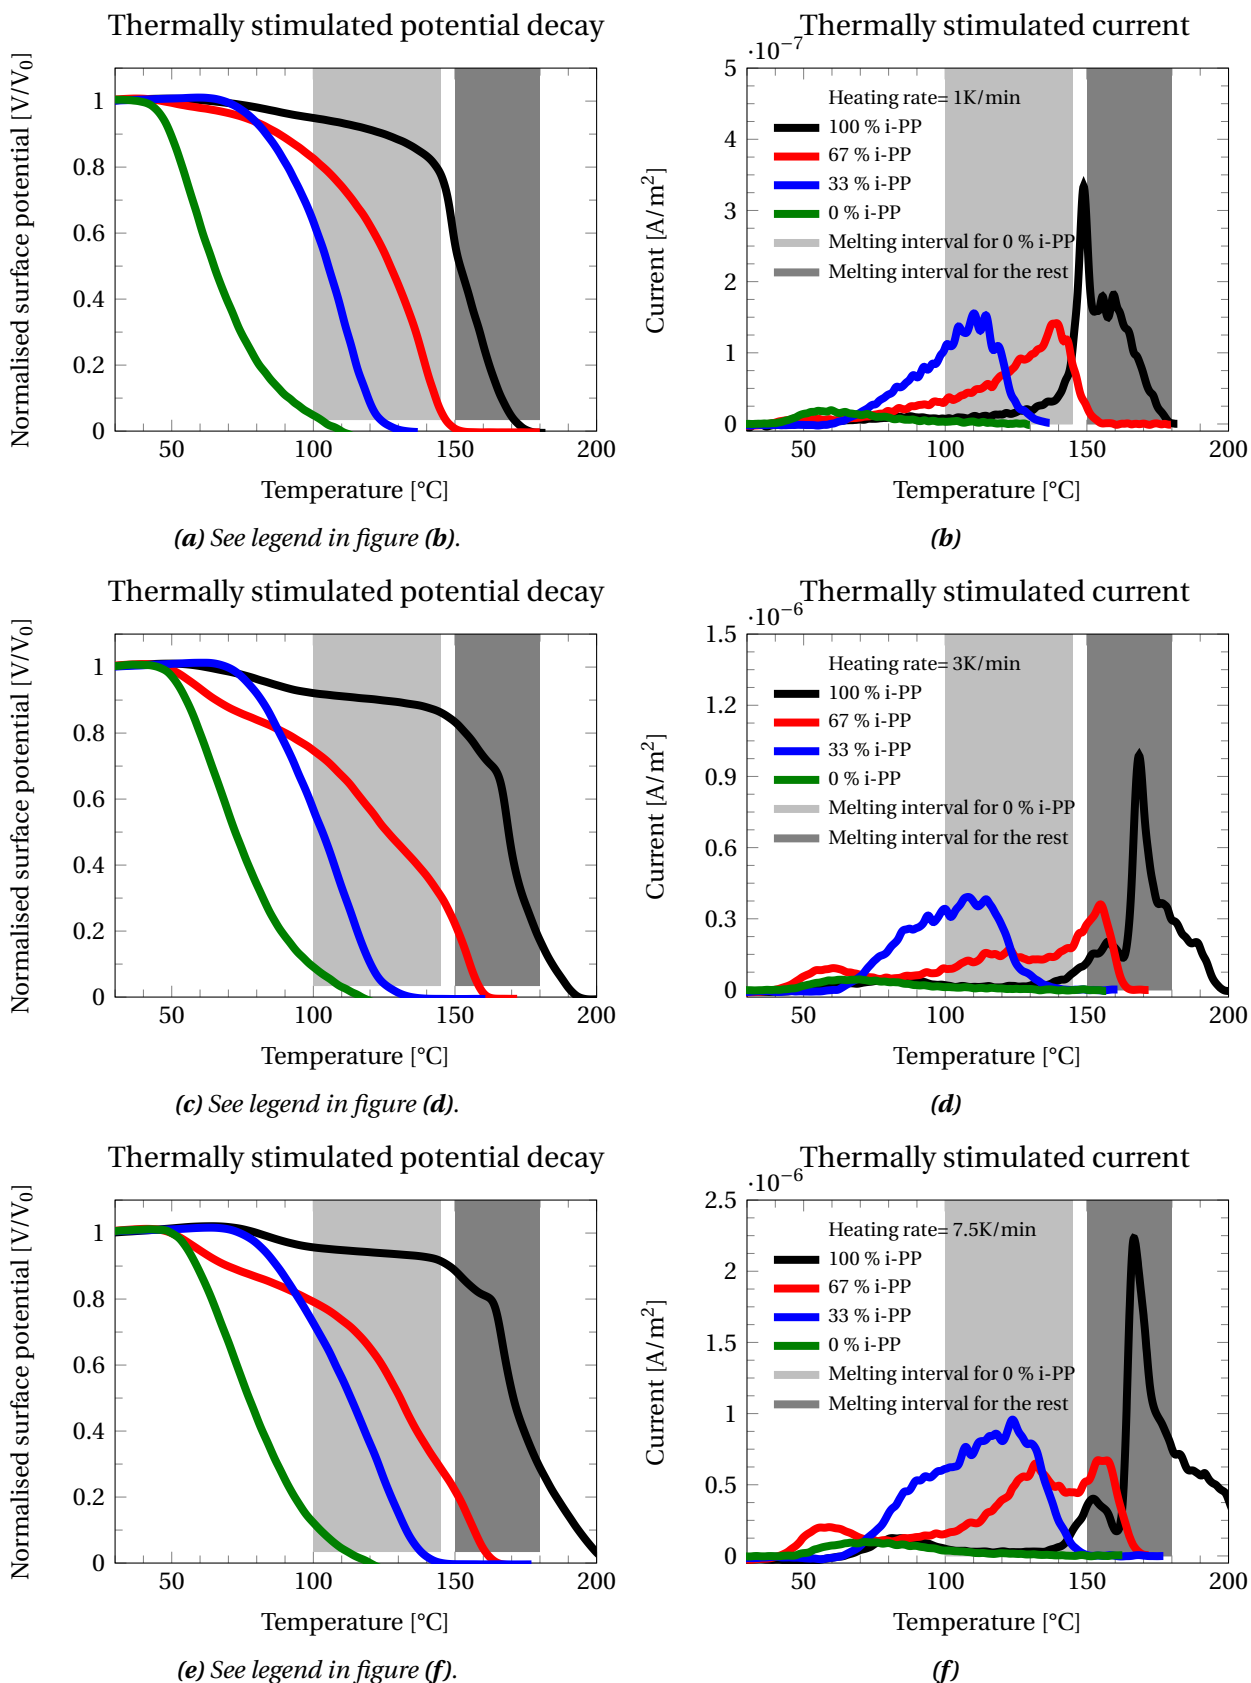 Thermally stimulated potential decay
Normalised surface potential [V/V0]
1
0.8
0.6
0.4
0.2
0
50
100
150
200
Temperature [°C]
(a) See legend in figure (b).
Thermally stimulated current
·10−7
Current [A/m2]
5
4
3
2
1
0
Heating rate= 1K/min
100 % i-PP
67 % i-PP
33 % i-PP
0 % i-PP
Melting interval for 0 % i-PP
Melting interval for the rest
50
100
150
200
Temperature [°C]
(b)
Thermally stimulated potential decay
Normalised surface potential [V/V0]
1
0.8
0.6
0.4
0.2
0
50
100
150
200
Temperature [°C]
(c) See legend in figure (d).
Thermally stimulated current
·10−6
Current [A/m2]
1.5
1.2
0.9
0.6
0.3
0
Heating rate= 3K/min
100 % i-PP
67 % i-PP
33 % i-PP
0 % i-PP
Melting interval for 0 % i-PP
Melting interval for the rest
50
100
150
200
Temperature [°C]
(d)
Thermally stimulated potential decay
Normalised surface potential [V/V0]
1
0.8
0.6
0.4
0.2
0
50
100
150
200
Temperature [°C]
(e) See legend in figure (f).
Thermally stimulated current
·10−6
Current [A/m2]
2.5
2
1.5
1
0.5
0
Heating rate= 7.5K/min
100 % i-PP
67 % i-PP
33 % i-PP
0 % i-PP
Melting interval for 0 % i-PP
Melting interval for the rest
50
100
150
200
Temperature [°C]
(f)